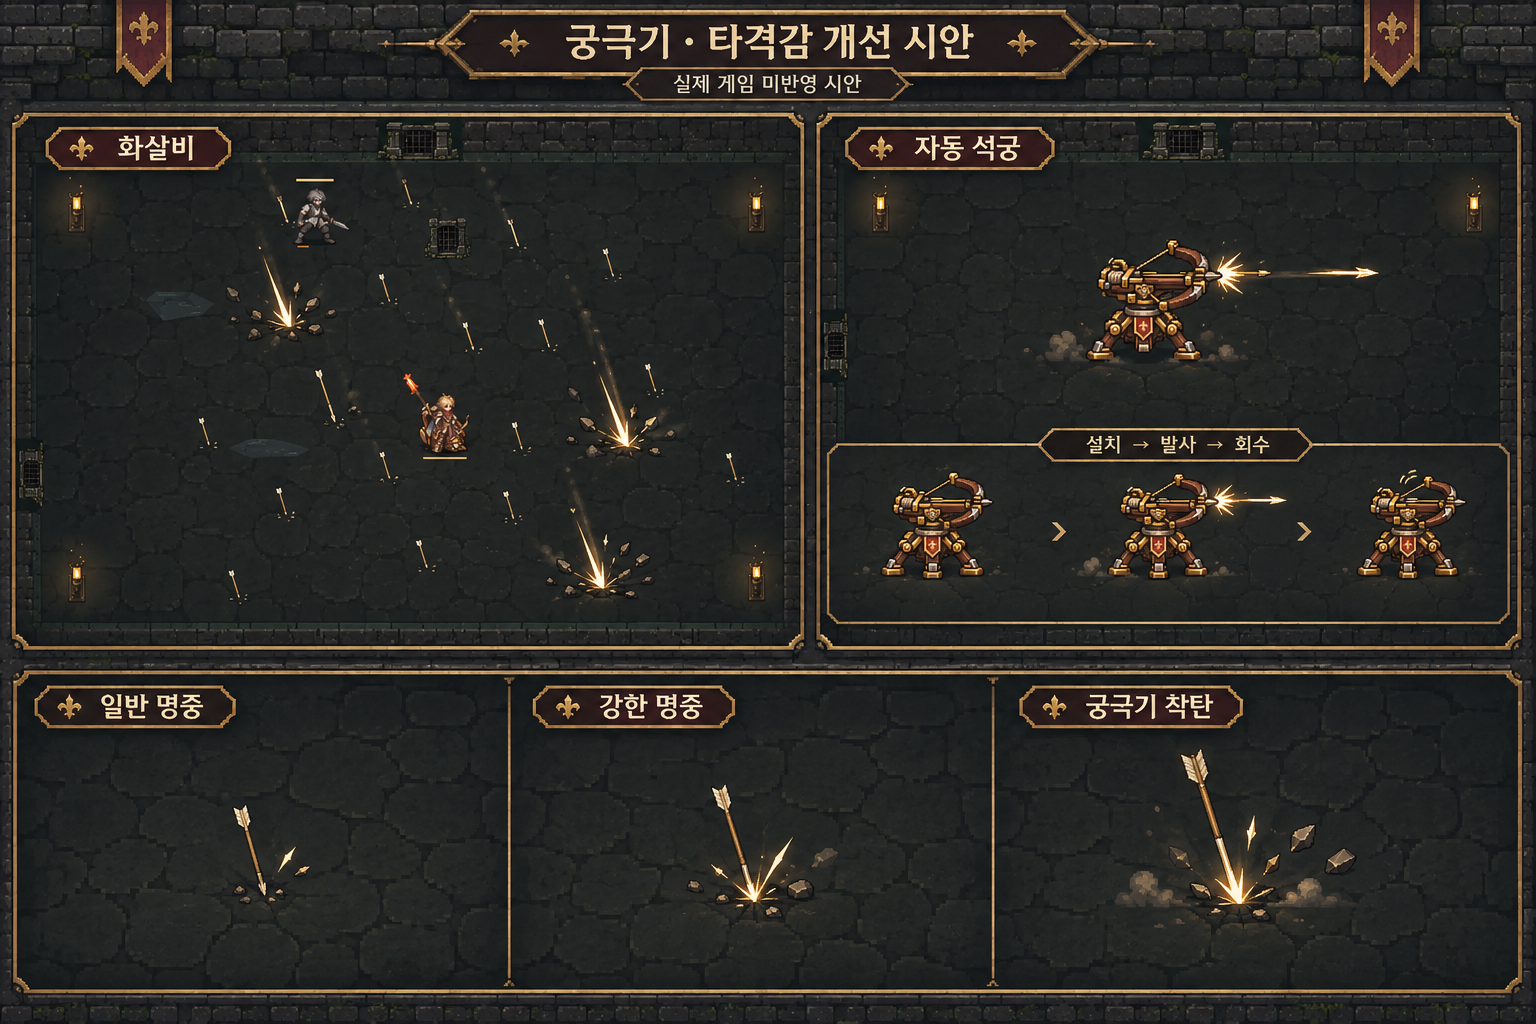 궁극기 · 타격감 개선 시안
실제 게임 미반영 시안
화살비
자동 석궁
설치 → 발사 → 회수
일반 명중
강한 명중
궁극기 착탄